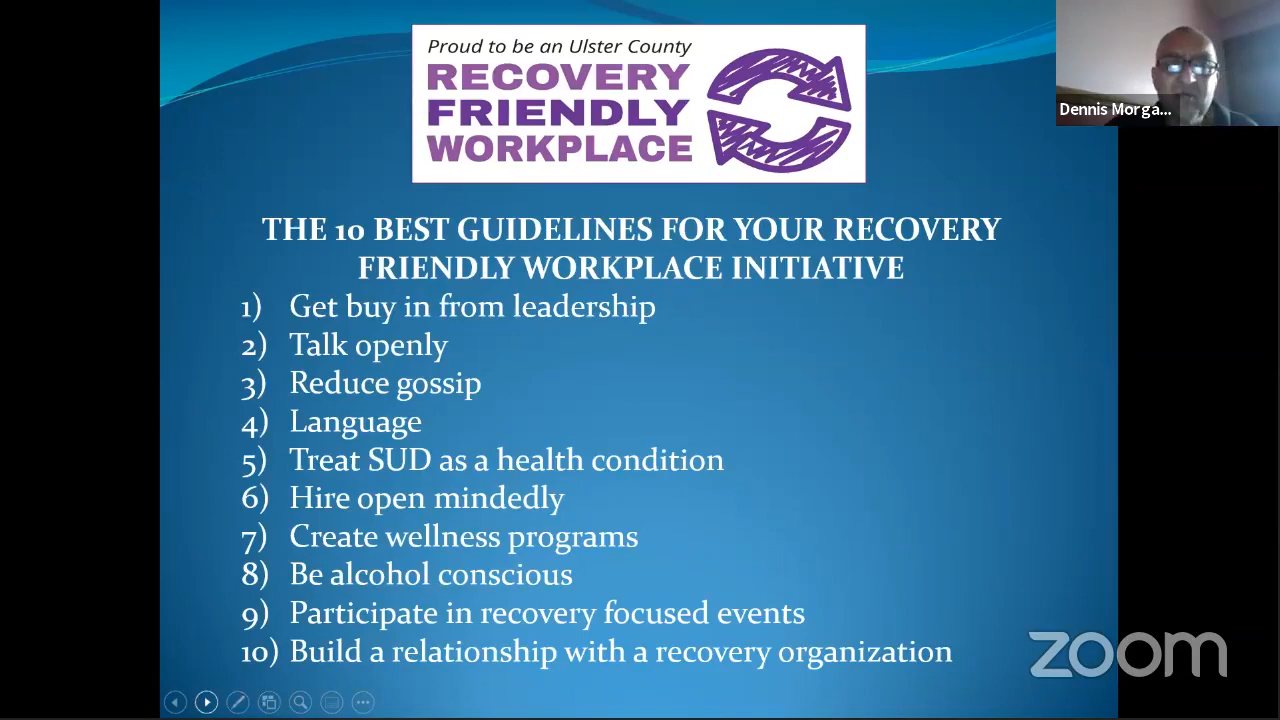 Proud to be an Ulster County
RECOVERY
FRIENDLY
WORKPLACE
Dennis Morga...
THE 10 BEST GUIDELINES FOR YOUR RECOVERY
FRIENDLY WORKPLACE INITIATIVE
1) Get buy in from leadership
2) Talk openly
3) Reduce gossip
4) Language
5) Treat SUD as a health condition
6) Hire open mindedly
7) Create wellness programs
8) Be alcohol conscious
9) Participate in recovery focused events
10) Build a relationship with a recovery organization
zoom